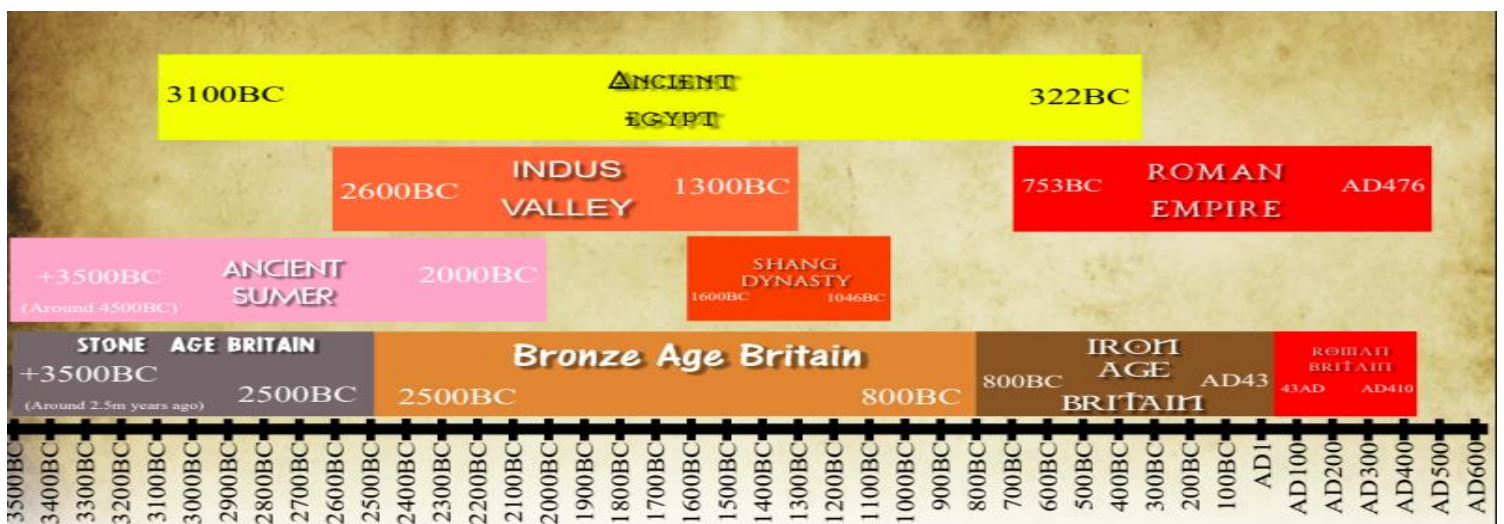 ANCIENT
3100BC
322BC
EGYPT
INDUS
2600BC
1300BC
VALLEY
ROMAN
753BC
AD476
EMPIRE
+3500BC
ANCIENT
2000BC
SUMER
(Around 4500BC)
SHANG
DYNASTY
1600BC
1046BC
STONE AGE BRITAIN
+3500BC
2500BC
(Around 2.5m years ago)
Bronze Age Britain
2500BC
800BC
IRON
AGE
800BC
AD43
BRITAIN
ROMAN
BRITAIN
43AD
AD410
3500BC
3400BC
3300BC
3200BC
3100BC
3000BC
2900BC
2800BC
2700BC
2600BC
2500BC
2400BC
2300BC
2200BC
2100BC
2000BC
1900BC
1800BC
1700BC
1600BC
1500BC
1400BC
1300BC
1200BC
1100BC
1000BC
900BC
800BC
700BC
600BC
500BC
400BC
300BC
200BC
100BC
AD1
AD100
AD200
AD300
AD400
AD500
AD600